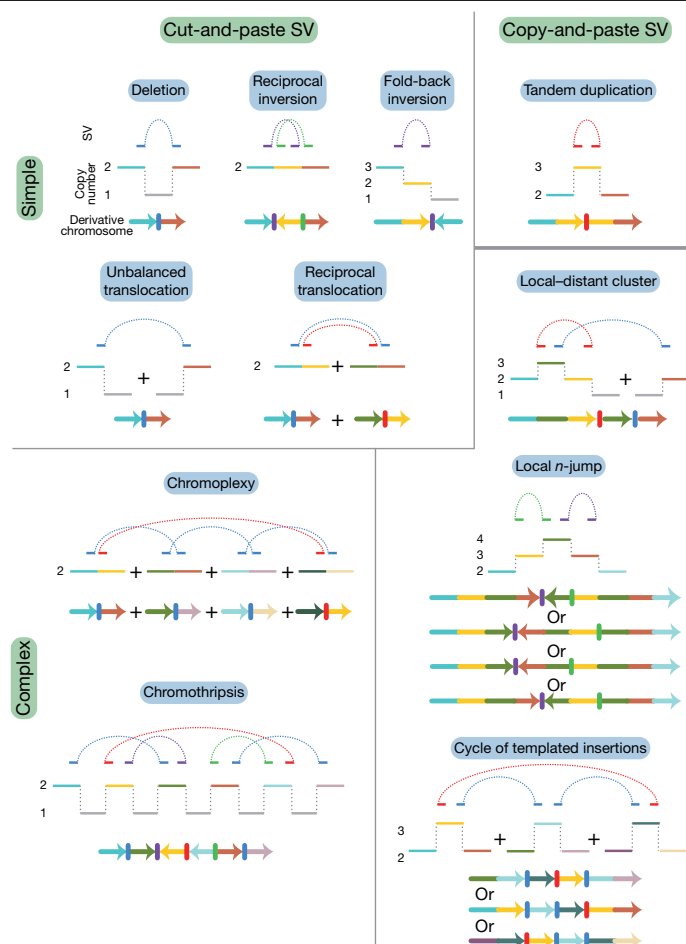 Cut-and-paste SV
Copy-and-paste SV
Simple
Deletion
Reciprocal
inversion
Fold-back
inversion
Tandem duplication
SV
Copy
number
2
1
2
3
2
1
3
2
Derivative
chromosome
Unbalanced
translocation
Reciprocal
translocation
Local–distant cluster
2
1
+
2
+
3
2
1
+
+
Complex
Chromoplexy
2
+
+
+
+
+
+
Chromothripsis
2
1
Local n-jump
4
3
2
Or
Or
Or
Cycle of templated insertions
3
2
+
+
Or
Or